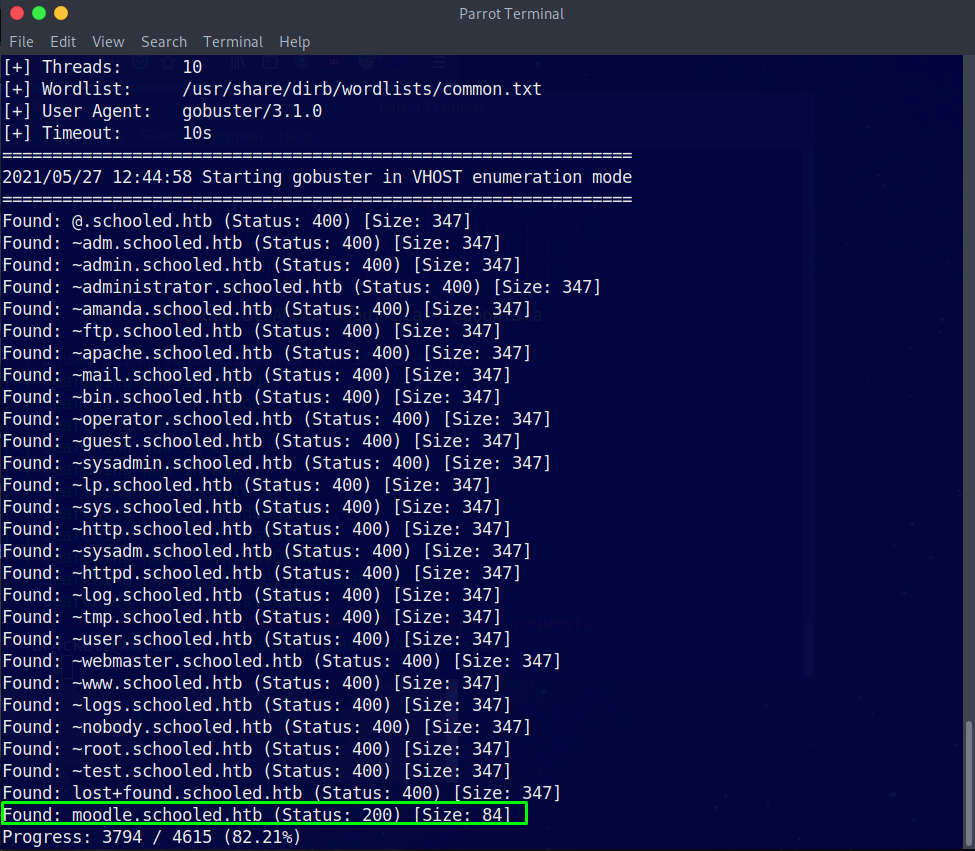 Parrot Terminal
File Edit View Search Terminal Help
[+] Threads: 10
[+] Wordlist: /usr/share/dirb/wordlists/common.txt
[+] User Agent: gobuster/3.1.0
[+] Timeout: 10s
===============================================================
2021/05/27 12:44:58 Starting gobuster in VHOST enumeration mode
===============================================================
Found: @.schooled.htb (Status: 400) [Size: 347]
Found: ~adm.schooled.htb (Status: 400) [Size: 347]
Found: ~admin.schooled.htb (Status: 400) [Size: 347]
Found: ~administrator.schooled.htb (Status: 400) [Size: 347]
Found: ~amanda.schooled.htb (Status: 400) [Size: 347]
Found: ~ftp.schooled.htb (Status: 400) [Size: 347]
Found: ~apache.schooled.htb (Status: 400) [Size: 347]
Found: ~mail.schooled.htb (Status: 400) [Size: 347]
Found: ~bin.schooled.htb (Status: 400) [Size: 347]
Found: ~operator.schooled.htb (Status: 400) [Size: 347]
Found: ~guest.schooled.htb (Status: 400) [Size: 347]
Found: ~sysadmin.schooled.htb (Status: 400) [Size: 347]
Found: ~lp.schooled.htb (Status: 400) [Size: 347]
Found: ~sys.schooled.htb (Status: 400) [Size: 347]
Found: ~http.schooled.htb (Status: 400) [Size: 347]
Found: ~sysadm.schooled.htb (Status: 400) [Size: 347]
Found: ~httpd.schooled.htb (Status: 400) [Size: 347]
Found: ~log.schooled.htb (Status: 400) [Size: 347]
Found: ~tmp.schooled.htb (Status: 400) [Size: 347]
Found: ~user.schooled.htb (Status: 400) [Size: 347]
Found: ~webmaster.schooled.htb (Status: 400) [Size: 347]
Found: ~www.schooled.htb (Status: 400) [Size: 347]
Found: ~logs.schooled.htb (Status: 400) [Size: 347]
Found: ~nobody.schooled.htb (Status: 400) [Size: 347]
Found: ~root.schooled.htb (Status: 400) [Size: 347]
Found: ~test.schooled.htb (Status: 400) [Size: 347]
Found: lost+found.schooled.htb (Status: 400) [Size: 347]
Found: moodle.schooled.htb (Status: 200) [Size: 84]
Progress: 3794 / 4615 (82.21%)